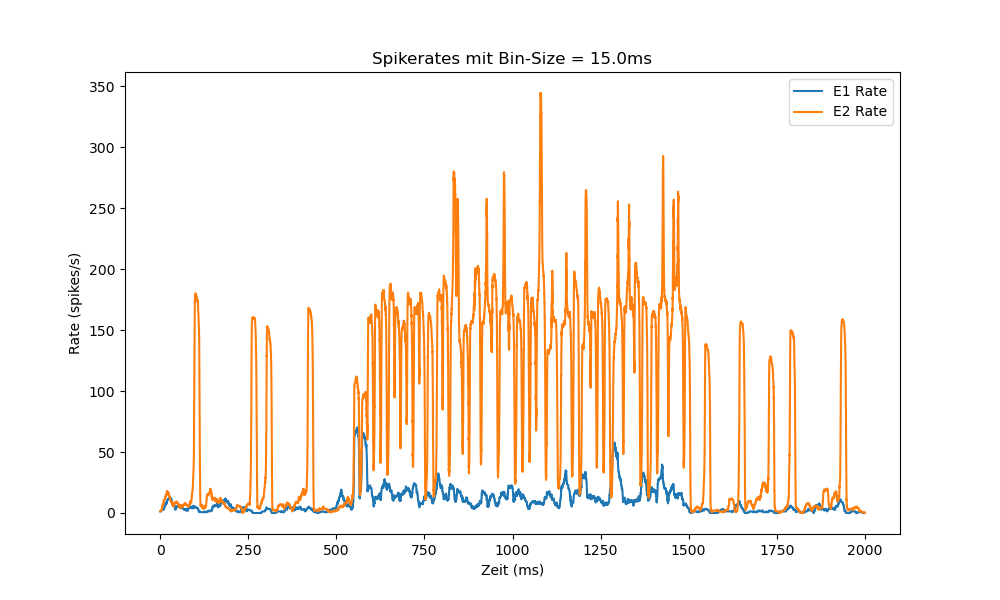 Spikerates mit Bin-Size = 15.0ms
E1 Rate
E2 Rate
350
300
250
200
150
100
50
0
Rate (spikes/s)
0 250 500 750 1000 1250 1500 1750 2000
Zeit (ms)